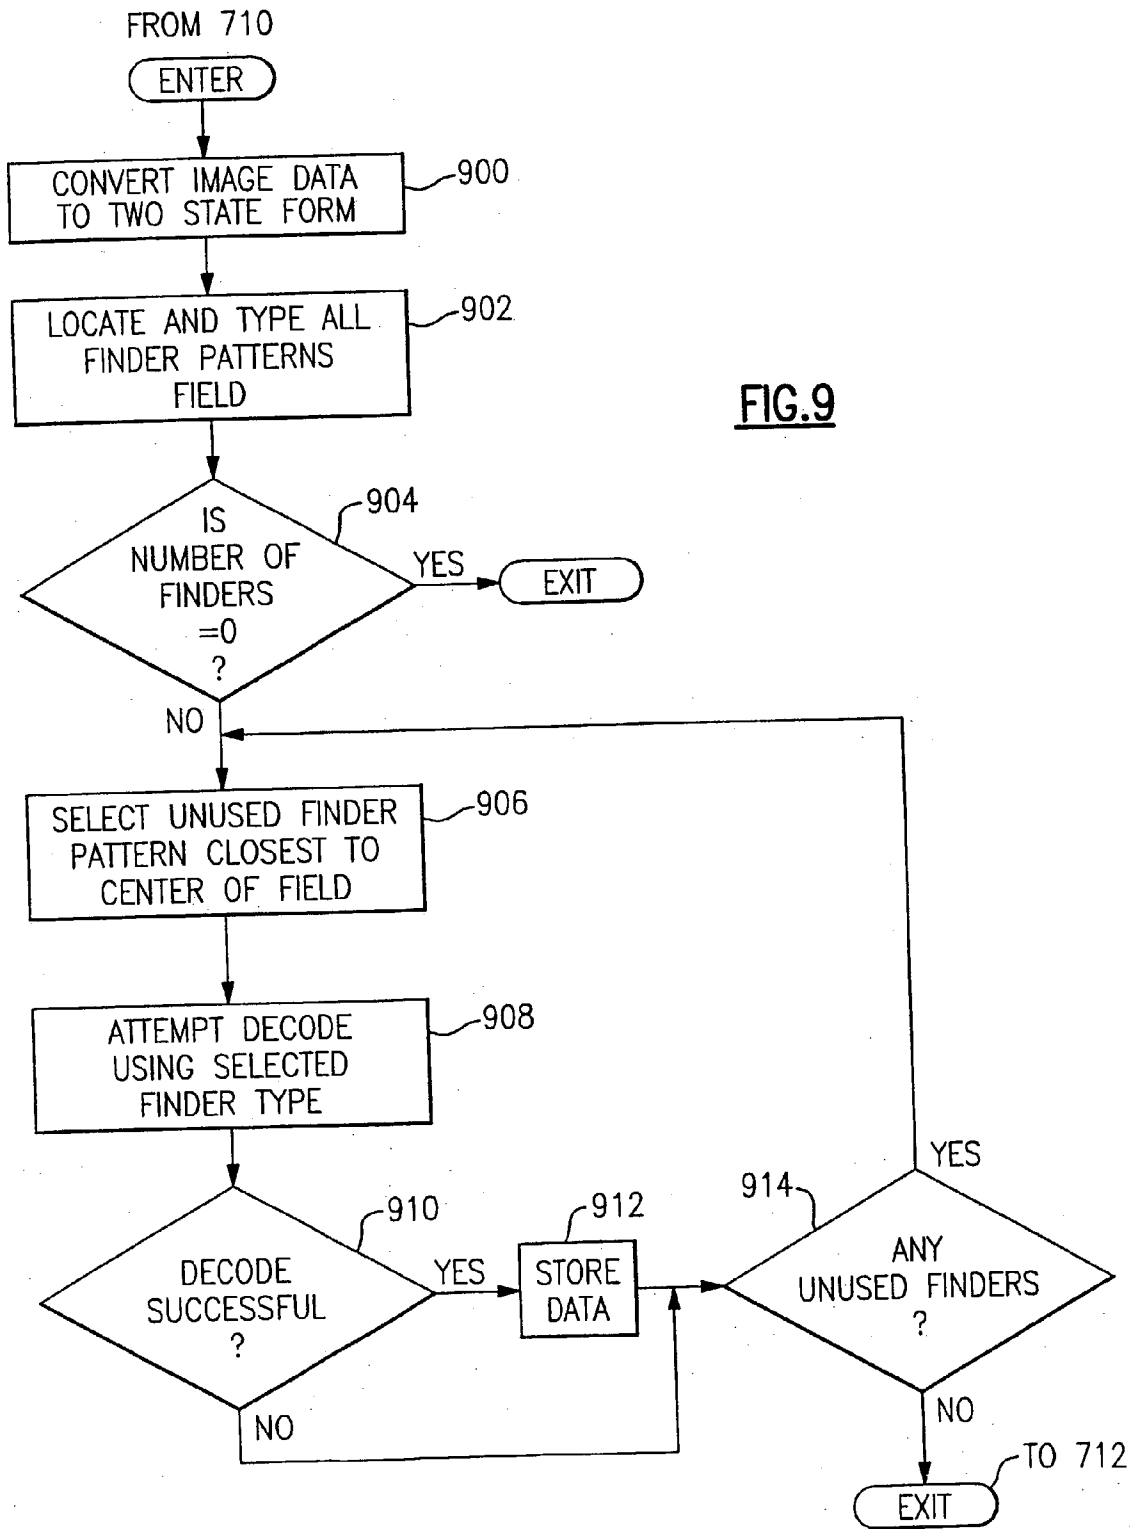 FROM 710
ENTER
CONVERT IMAGE DATA
TO TWO STATE FORM
900
LOCATE AND TYPE ALL
FINDER PATTERNS
FIELD
902
FIG.9
IS
NUMBER OF
FINDERS
=0
?
904
YES
EXIT
NO
SELECT UNUSED FINDER
PATTERN CLOSEST TO
CENTER OF FIELD
906
ATTEMPT DECODE
USING SELECTED
FINDER TYPE
908
DECODE
SUCCESSFUL
?
910
YES
NO
STORE
DATA
912
ANY
UNUSED FINDERS
?
914
YES
NO
EXIT
TO 712